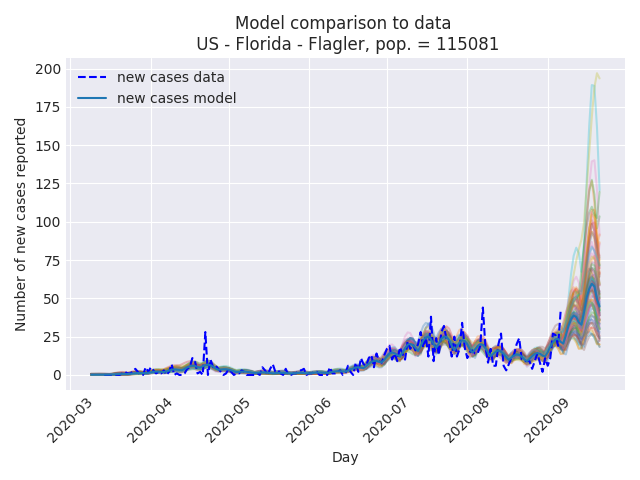 Model comparison to data
US - Florida - Flagler, pop. = 115081
new cases data
new cases model
Number of new cases reported
200
175
150
125
100
75
50
25
0
2020-03
2020-04
2020-05
2020-06
2020-07
2020-08
2020-09
Day